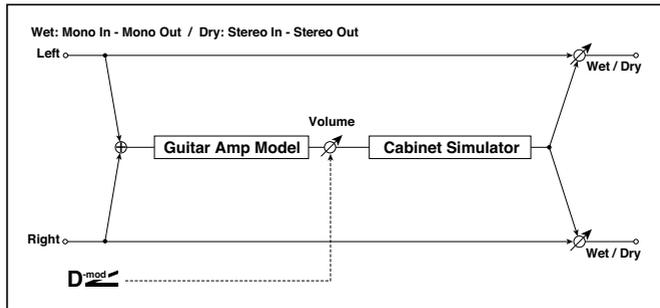 Wet: Mono In - Mono Out / Dry: Stereo In - Stereo Out
Left
Wet / Dry
Volume
Guitar Amp Model
Cabinet Simulator
Right
Wet / Dry
D-mod